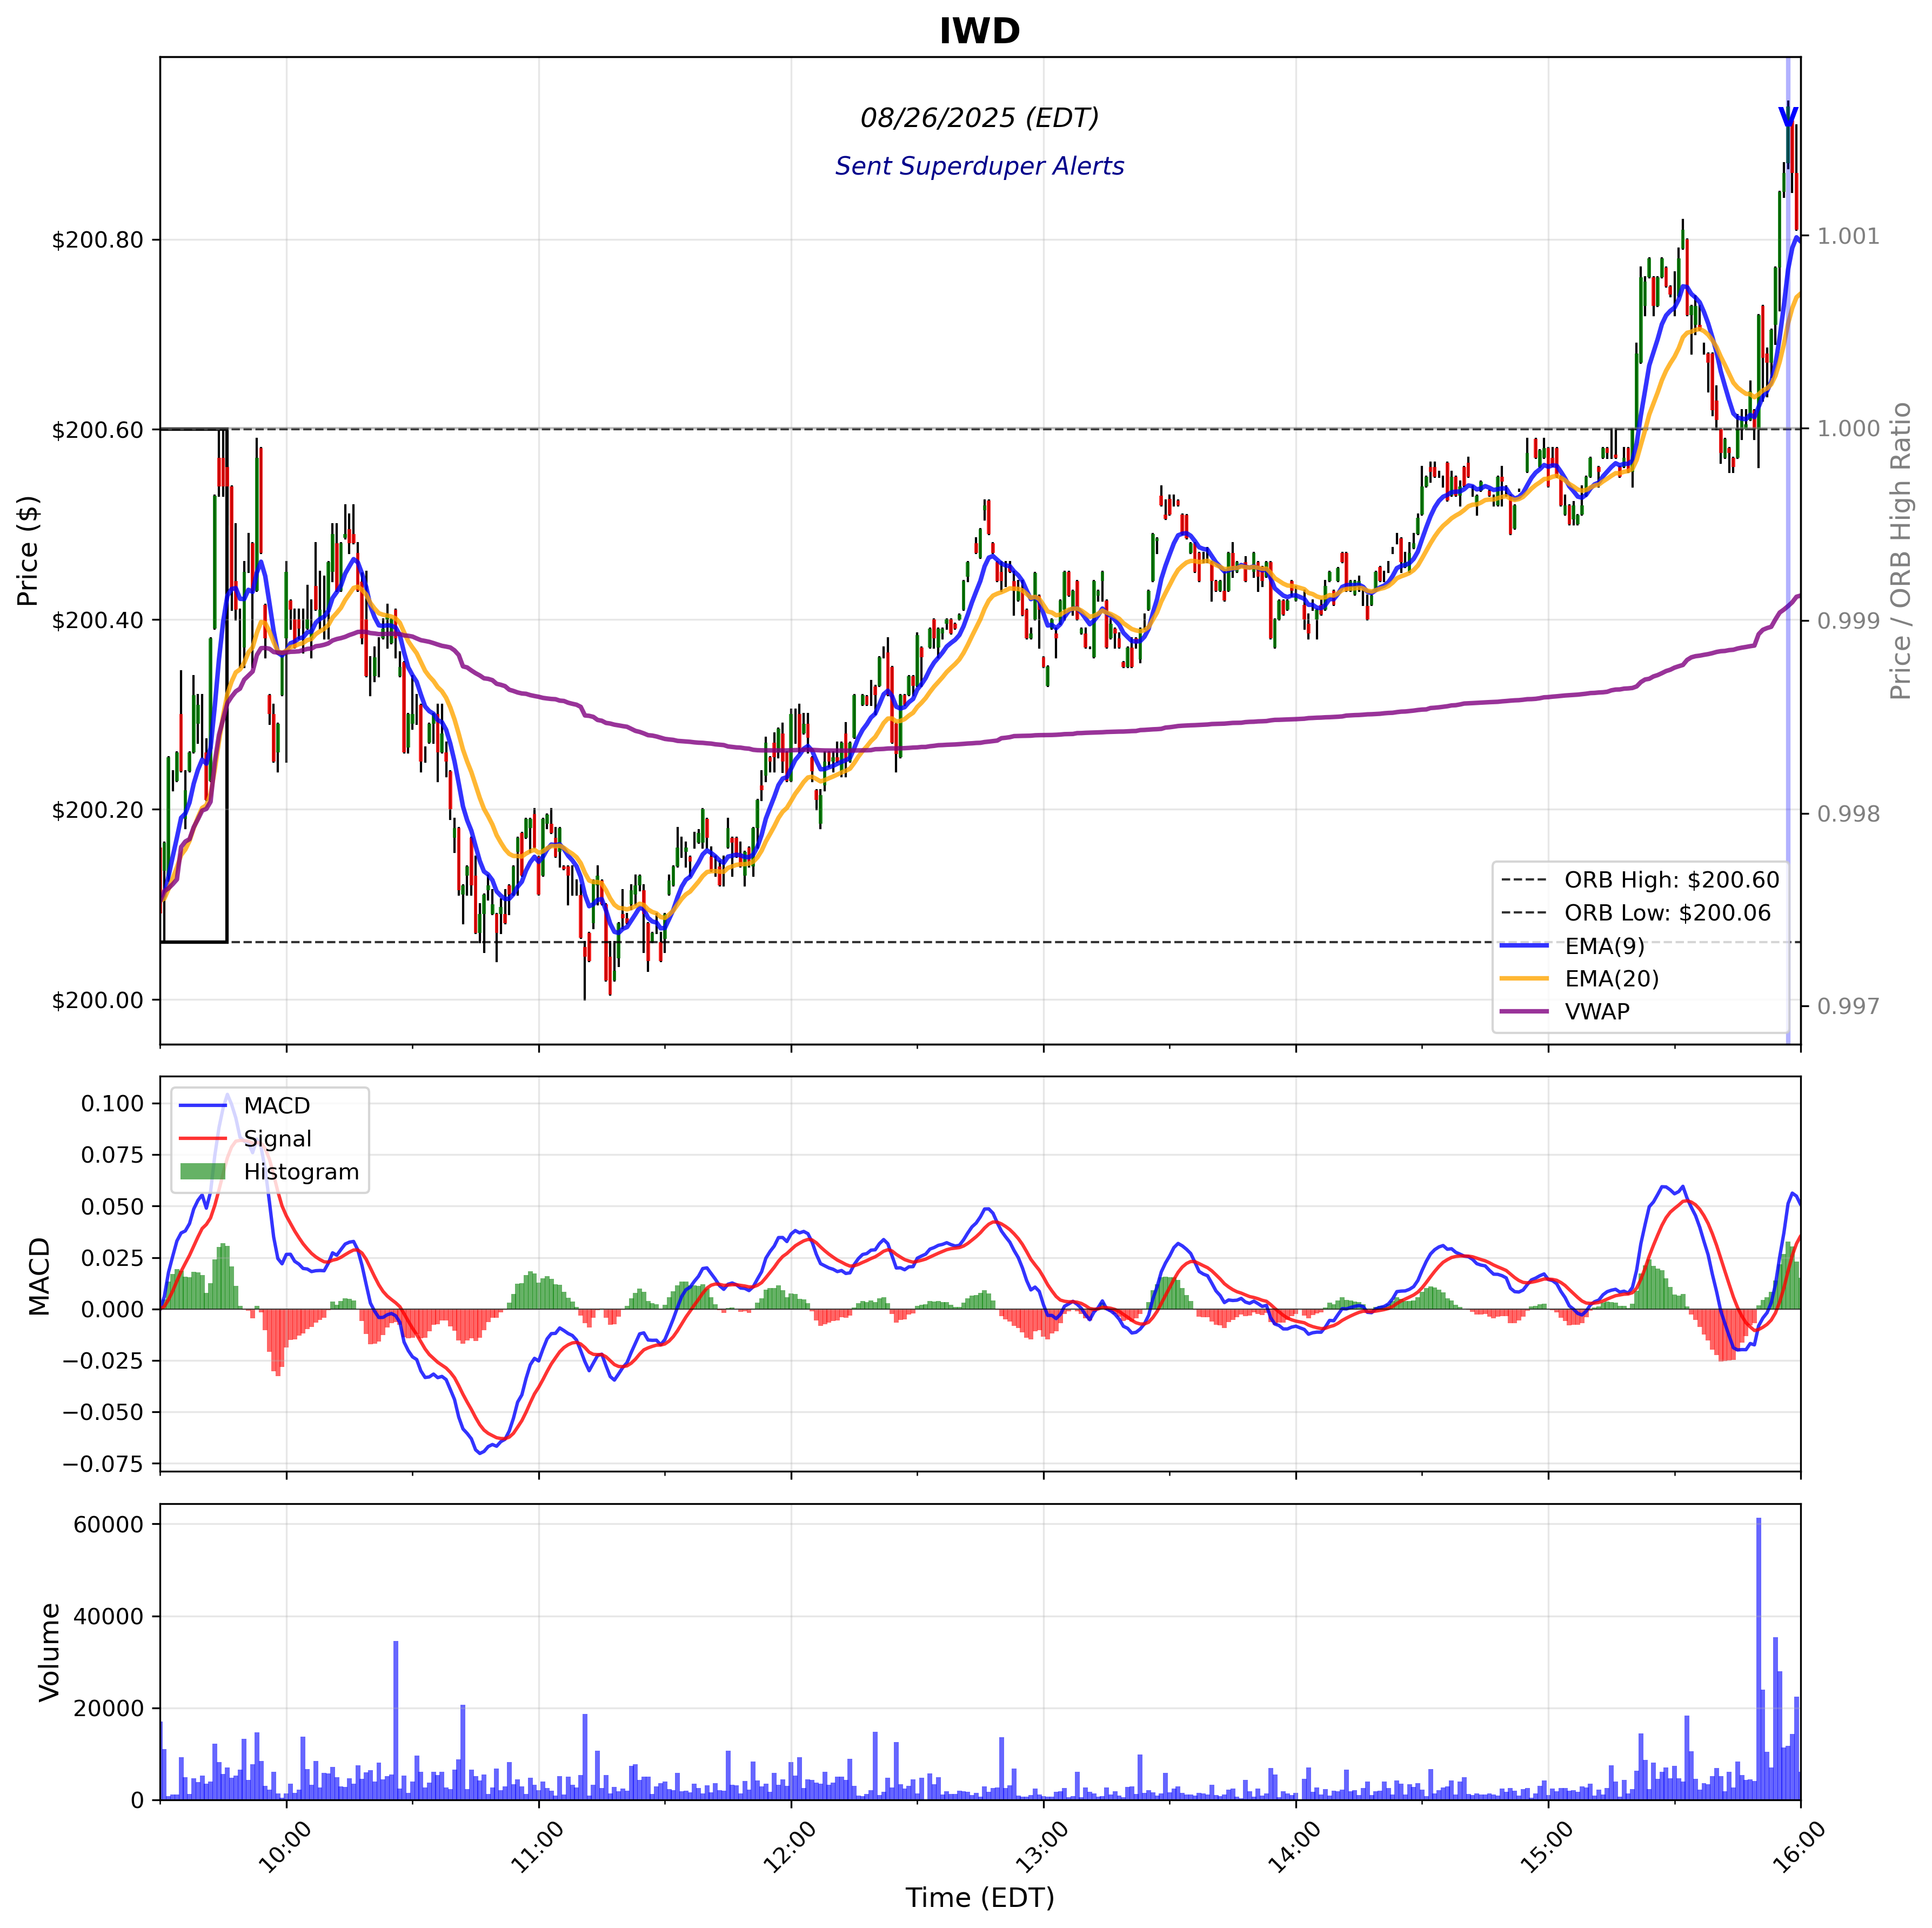 IWD
08/26/2025 (EDT)
Sent Superduper Alerts
V
Price ($)
$200.80
$200.60
$200.40
$200.20
$200.00
1.001
1.000
0.999
0.998
0.997
Price / ORB High Ratio
ORB High: $200.60
ORB Low: $200.06
EMA(9)
EMA(20)
VWAP
MACD
0.100
0.075
0.050
0.025
0.000
−0.025
−0.050
−0.075
MACD
Signal
Histogram
Volume
60000
40000
20000
0
10:00
11:00
12:00
13:00
14:00
15:00
16:00
Time (EDT)